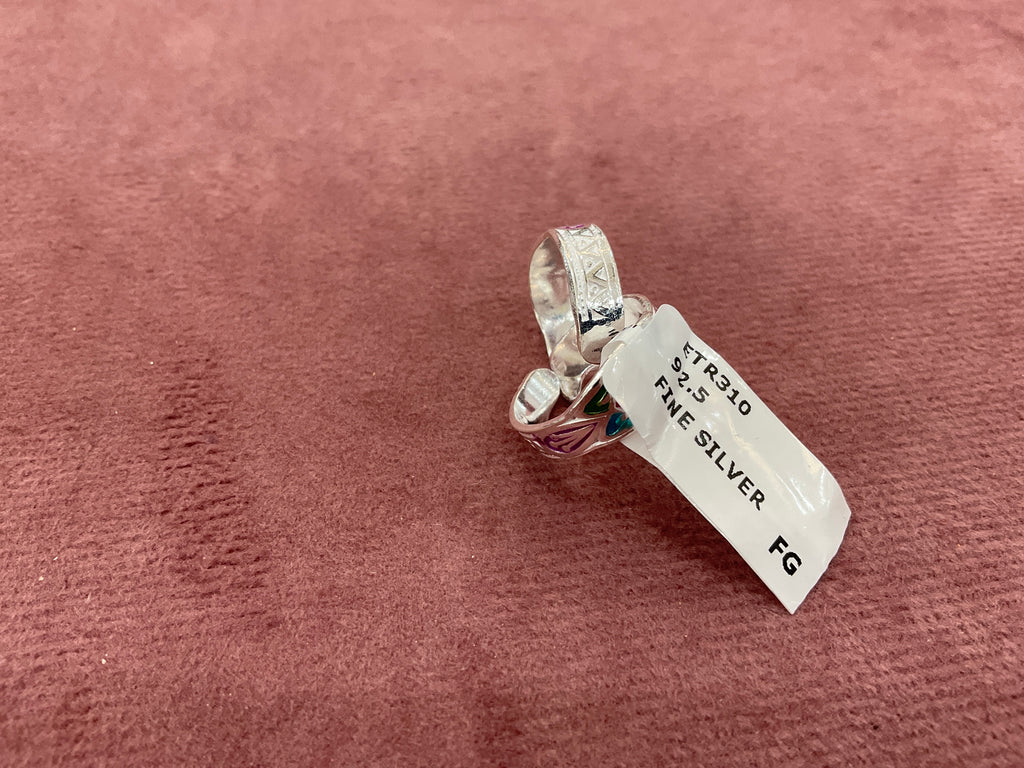 ETR310
92.5
FINE SILVER FG